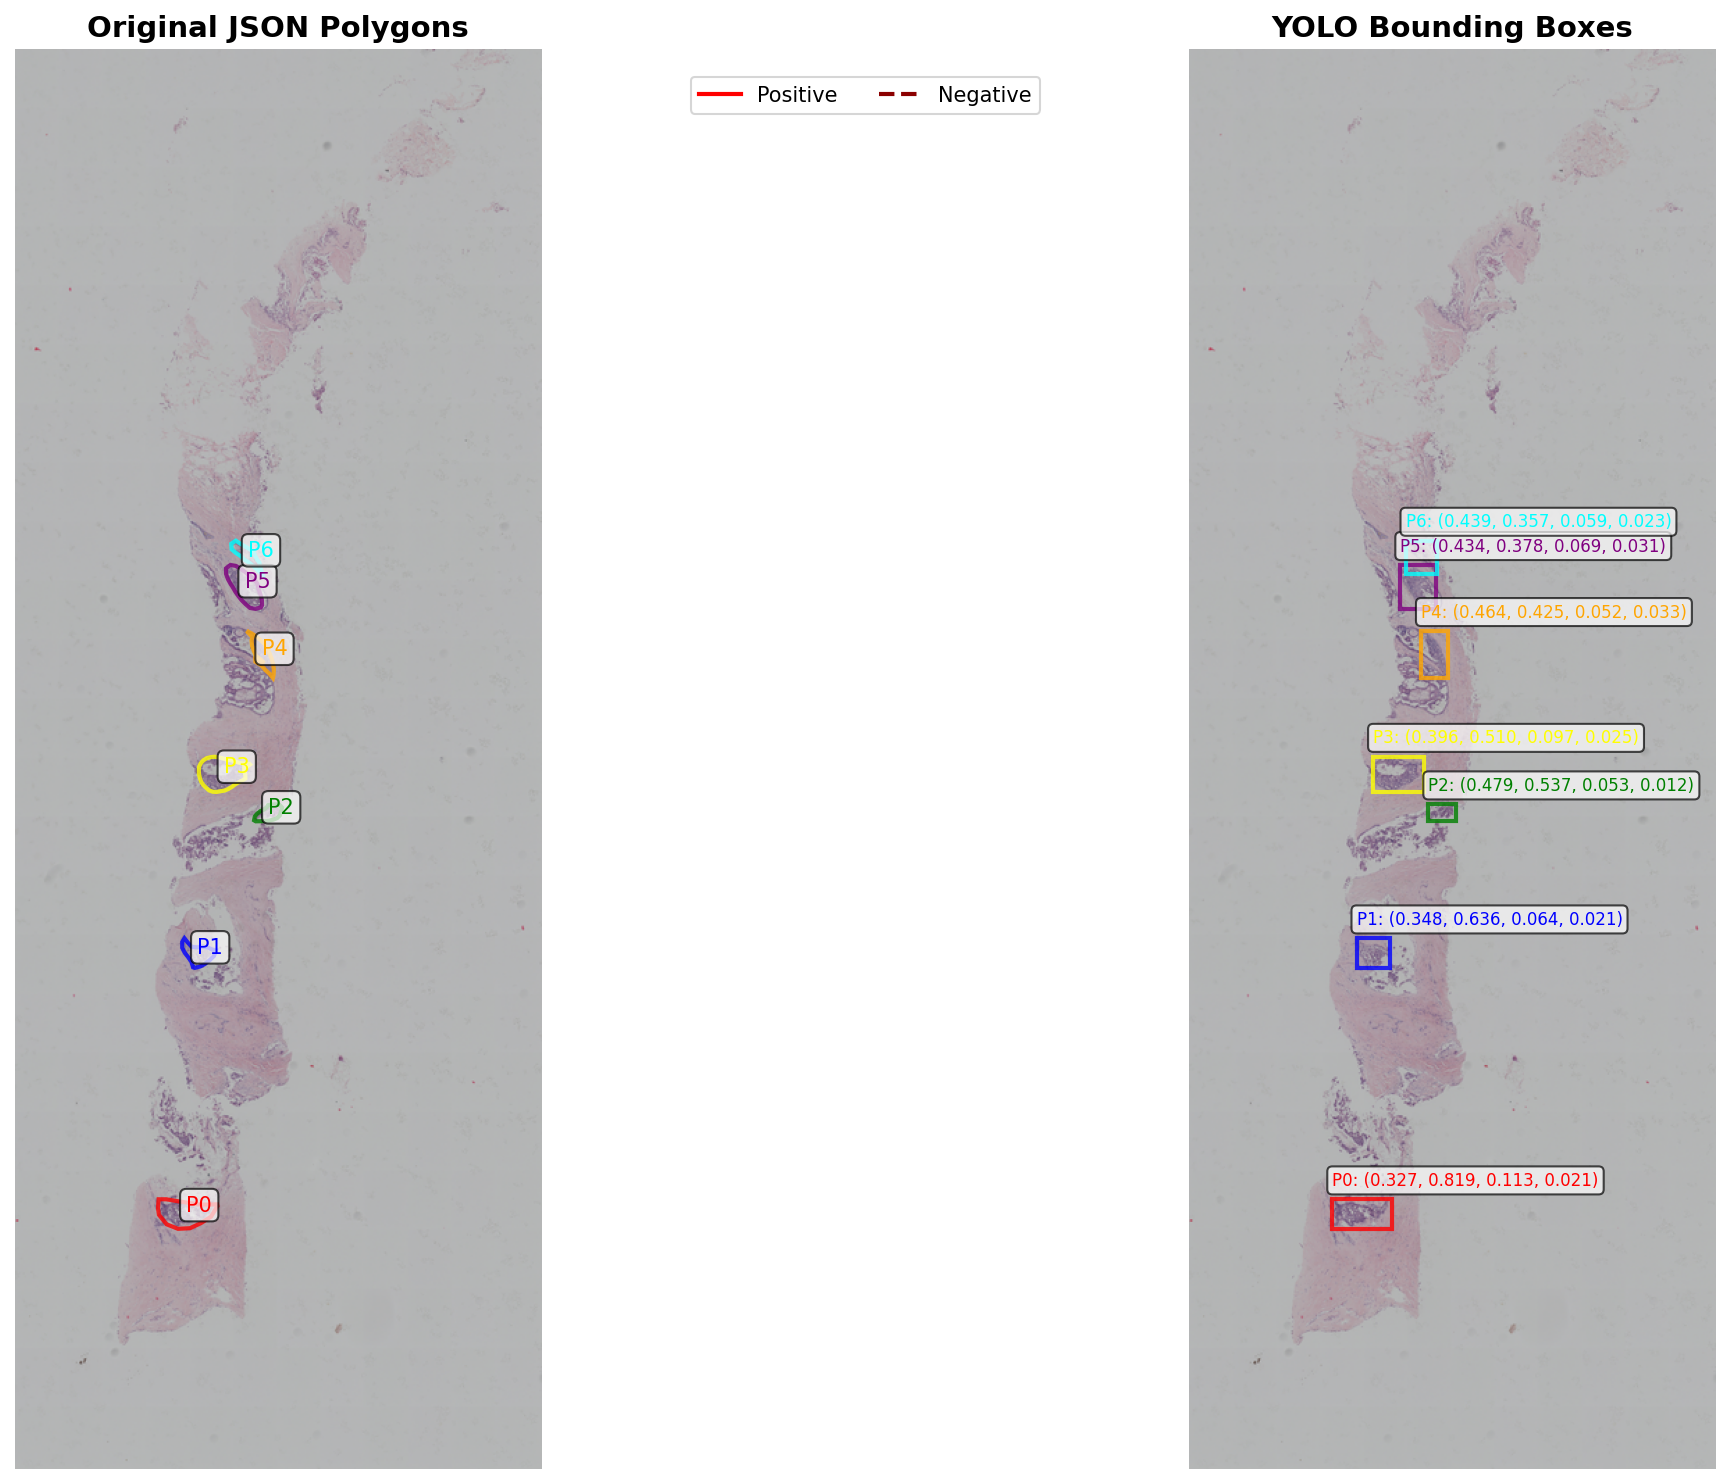 Original JSON Polygons
YOLO Bounding Boxes
Positive
Negative
P6
P5
P4
P3
P2
P1
P0
P6: (0.439, 0.357, 0.059, 0.023)
P5: (0.434, 0.378, 0.069, 0.031)
P4: (0.464, 0.425, 0.052, 0.033)
P3: (0.396, 0.510, 0.097, 0.025)
P2: (0.479, 0.537, 0.053, 0.012)
P1: (0.348, 0.636, 0.064, 0.021)
P0: (0.327, 0.819, 0.113, 0.021)